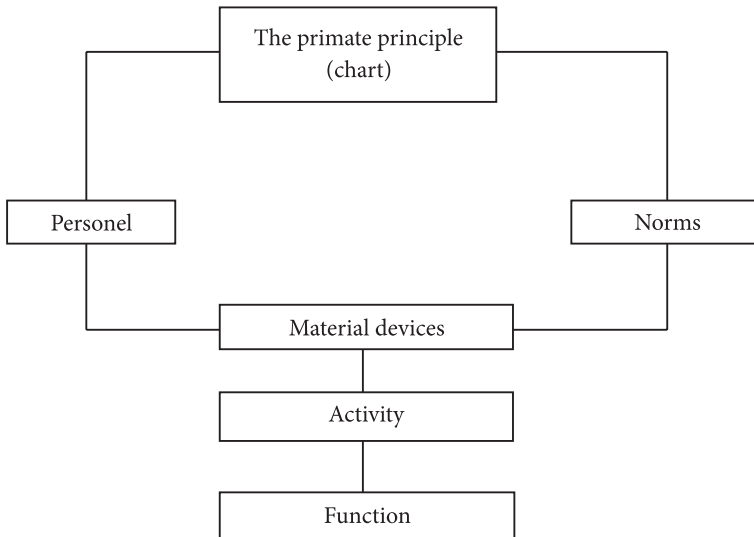 The primate principle
(chart)
Personel
Norms
Material devices
Activity
Function